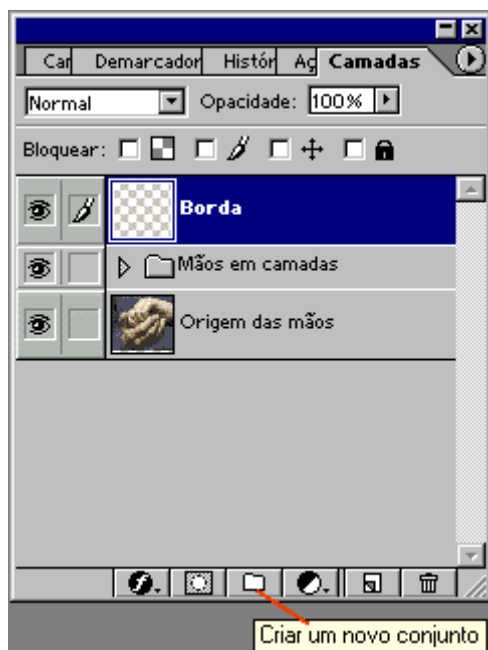 Car Demarcador Histór Aç Camadas
Normal Opacidade: 100%
Bloquear:
Borda
Mãos em camadas
Origem das mãos
Criar um novo conjunto